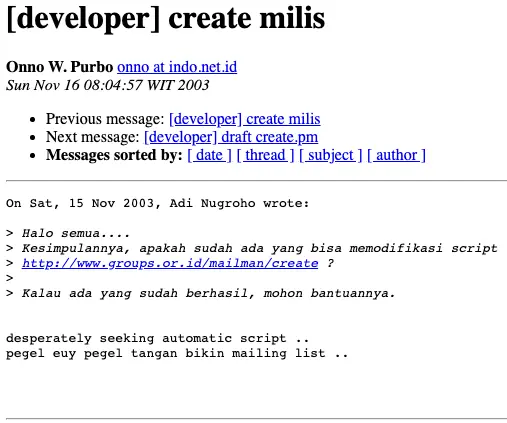 [developer] create milis
Onno W. Purbo onno at indo.net.id
Sun Nov 16 08:04:57 WIT 2003
• Previous message: [developer] create milis
• Next message: [developer] draft create.pm
• Messages sorted by: [ date ] [ thread ] [ subject ] [ author ]
On Sat, 15 Nov 2003, Adi Nugroho wrote:
> Halo semua....
> Kesimpulannya, apakah sudah ada yang bisa memodifikasi script
> http://www.groups.or.id/mailman/create ?
>
> Kalau ada yang sudah berhasil, mohon bantuannya.
desperately seeking automatic script ..
pegel euy pegel tangan bikin mailing list ..